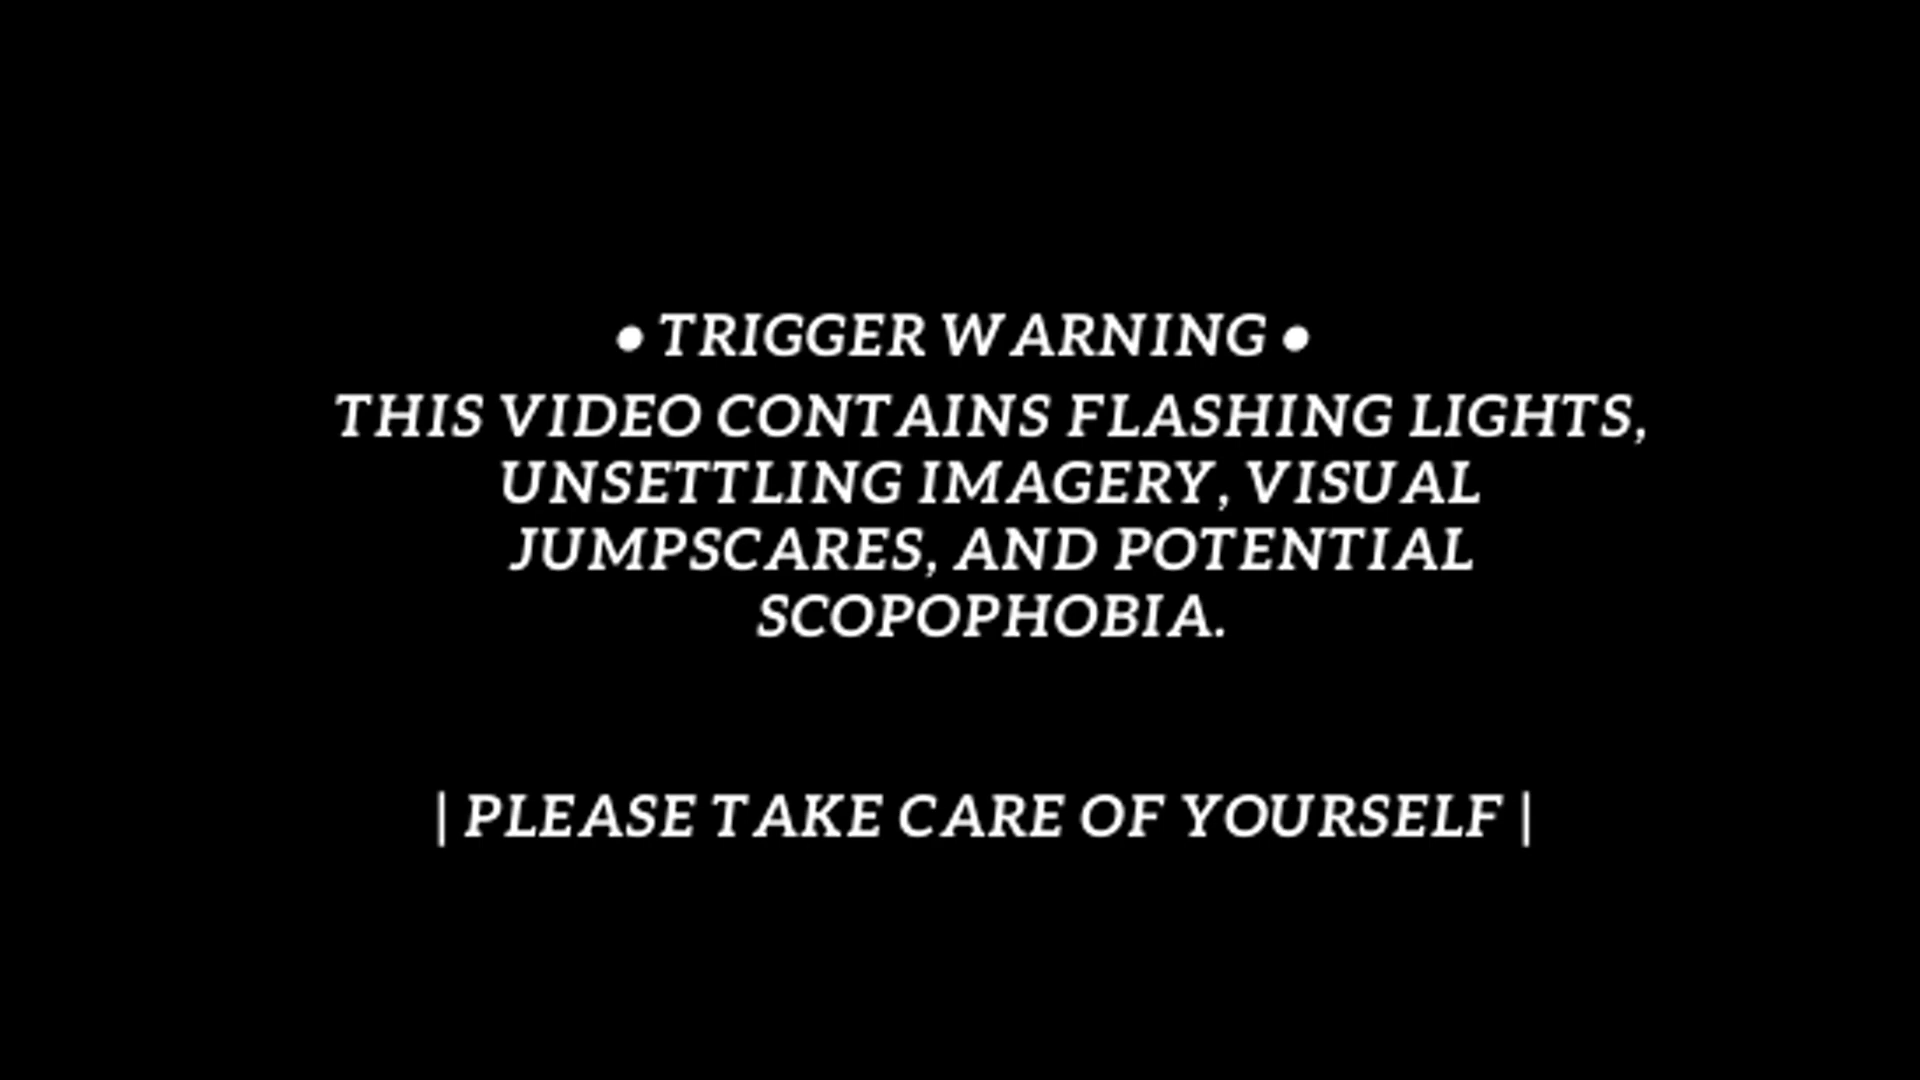 • TRIGGER WARNING •
THIS VIDEO CONTAINS FLASHING LIGHTS,
UNSETTLING IMAGERY, VISUAL
JUMPSCARES, AND POTENTIAL
SCOPOPHOBIA.
| PLEASE TAKE CARE OF YOURSELF |